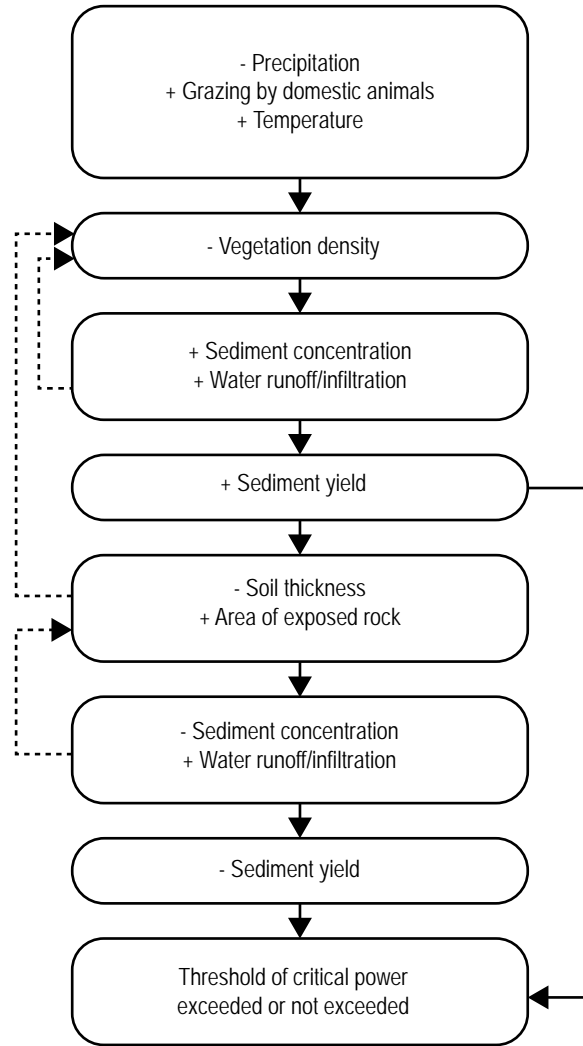 - Precipitation
+ Grazing by domestic animals
+ Temperature
- Vegetation density
+ Sediment concentration
+ Water runoff/infiltration
+ Sediment yield
- Soil thickness
+ Area of exposed rock
- Sediment concentration
+ Water runoff/infiltration
- Sediment yield
Threshold of critical power
exceeded or not exceeded